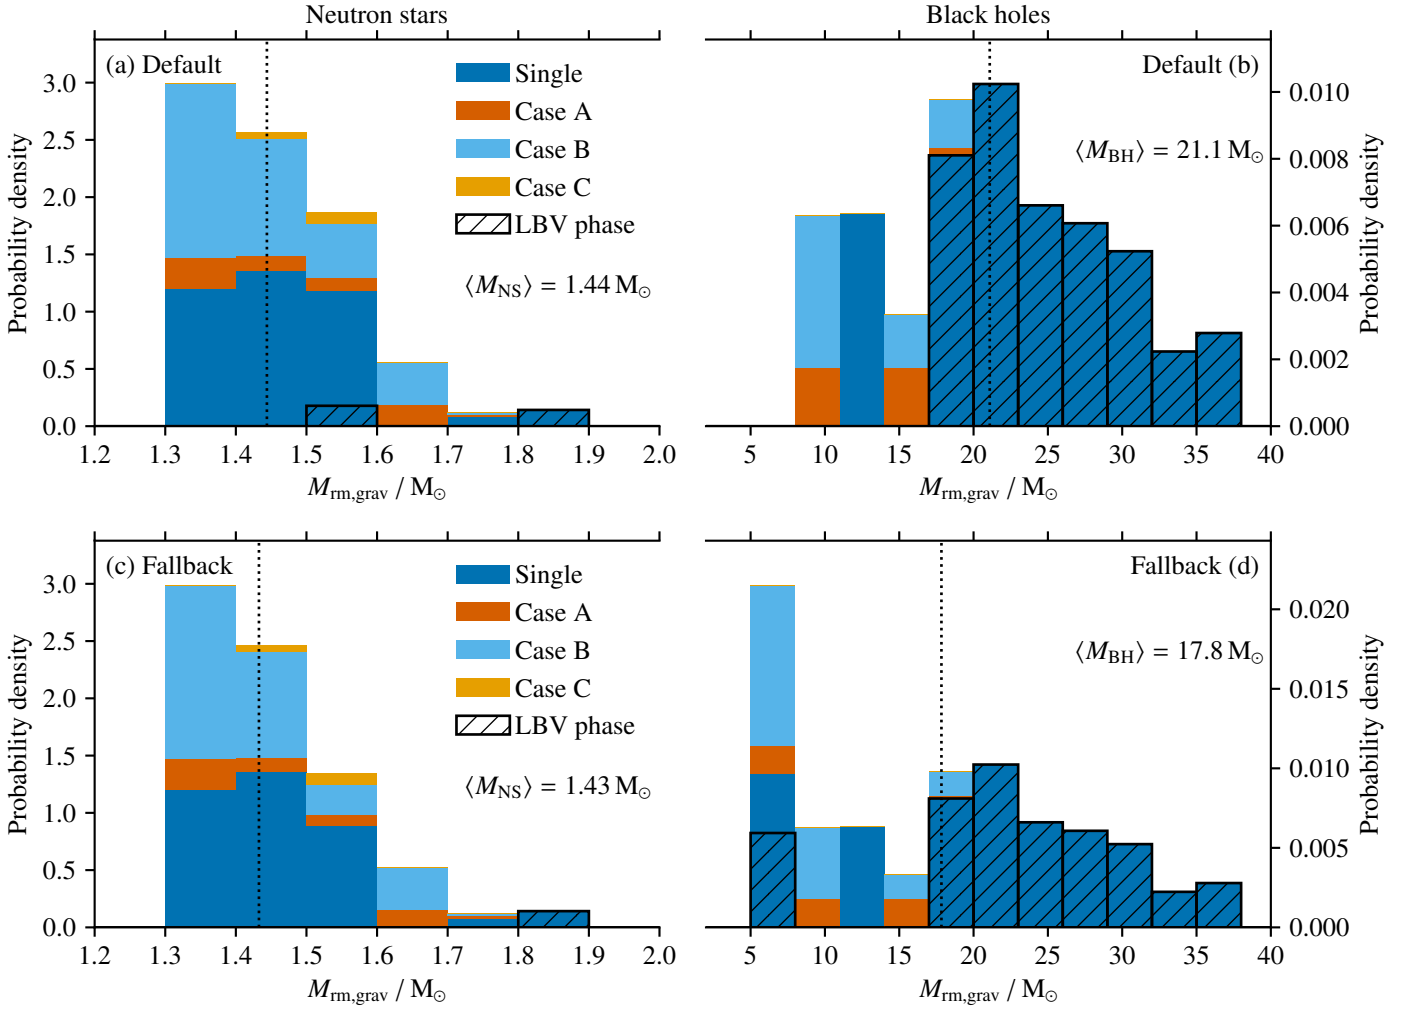 Neutron stars
Black holes
(a) Default
Single
Case A
Case B
Case C
LBV phase
⟨M_NS⟩ = 1.44 M⊙
Probability density
3.0
2.5
2.0
1.5
1.0
0.5
0.0
1.2 1.3 1.4 1.5 1.6 1.7 1.8 1.9 2.0
M_rm,grav / M⊙
Default (b)
⟨M_BH⟩ = 21.1 M⊙
0.010
0.008
0.006
0.004
0.002
0.000
Probability density
5 10 15 20 25 30 35 40
M_rm,grav / M⊙
(c) Fallback
Single
Case A
Case B
Case C
LBV phase
⟨M_NS⟩ = 1.43 M⊙
Probability density
3.0
2.5
2.0
1.5
1.0
0.5
0.0
1.2 1.3 1.4 1.5 1.6 1.7 1.8 1.9 2.0
M_rm,grav / M⊙
Fallback (d)
⟨M_BH⟩ = 17.8 M⊙
0.020
0.015
0.010
0.005
0.000
Probability density
5 10 15 20 25 30 35 40
M_rm,grav / M⊙